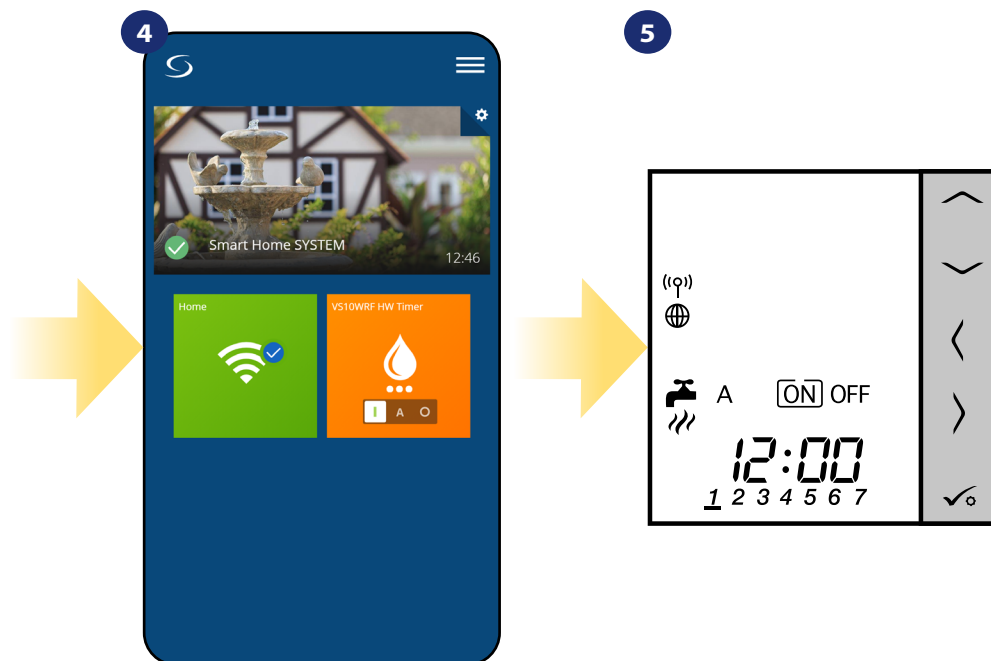 4
Smart Home SYSTEM
12:46
Home
VS10WRF HW Timer
I A O
5
A ON OFF
12:00
1 2 3 4 5 6 7